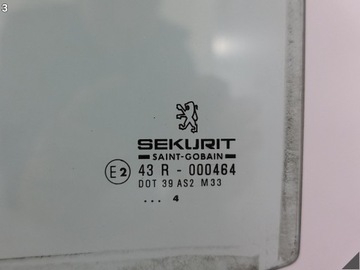 3
SEKURIT
SAINT-GOBAIN
E2 43 R - 000464
DOT 39 AS2 M33
... 4